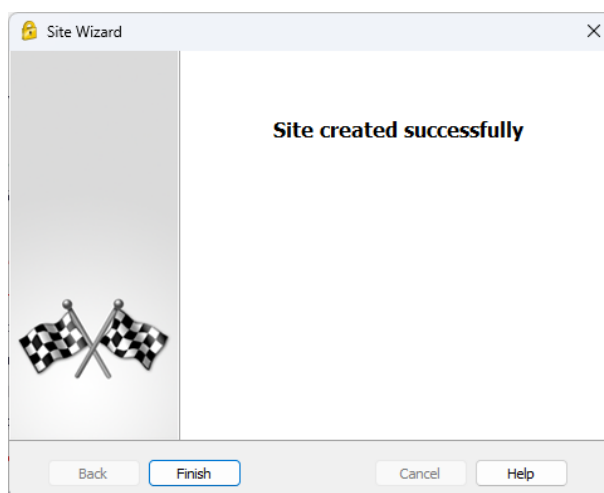 Site Wizard
Site created successfully
Back
Finish
Cancel
Help